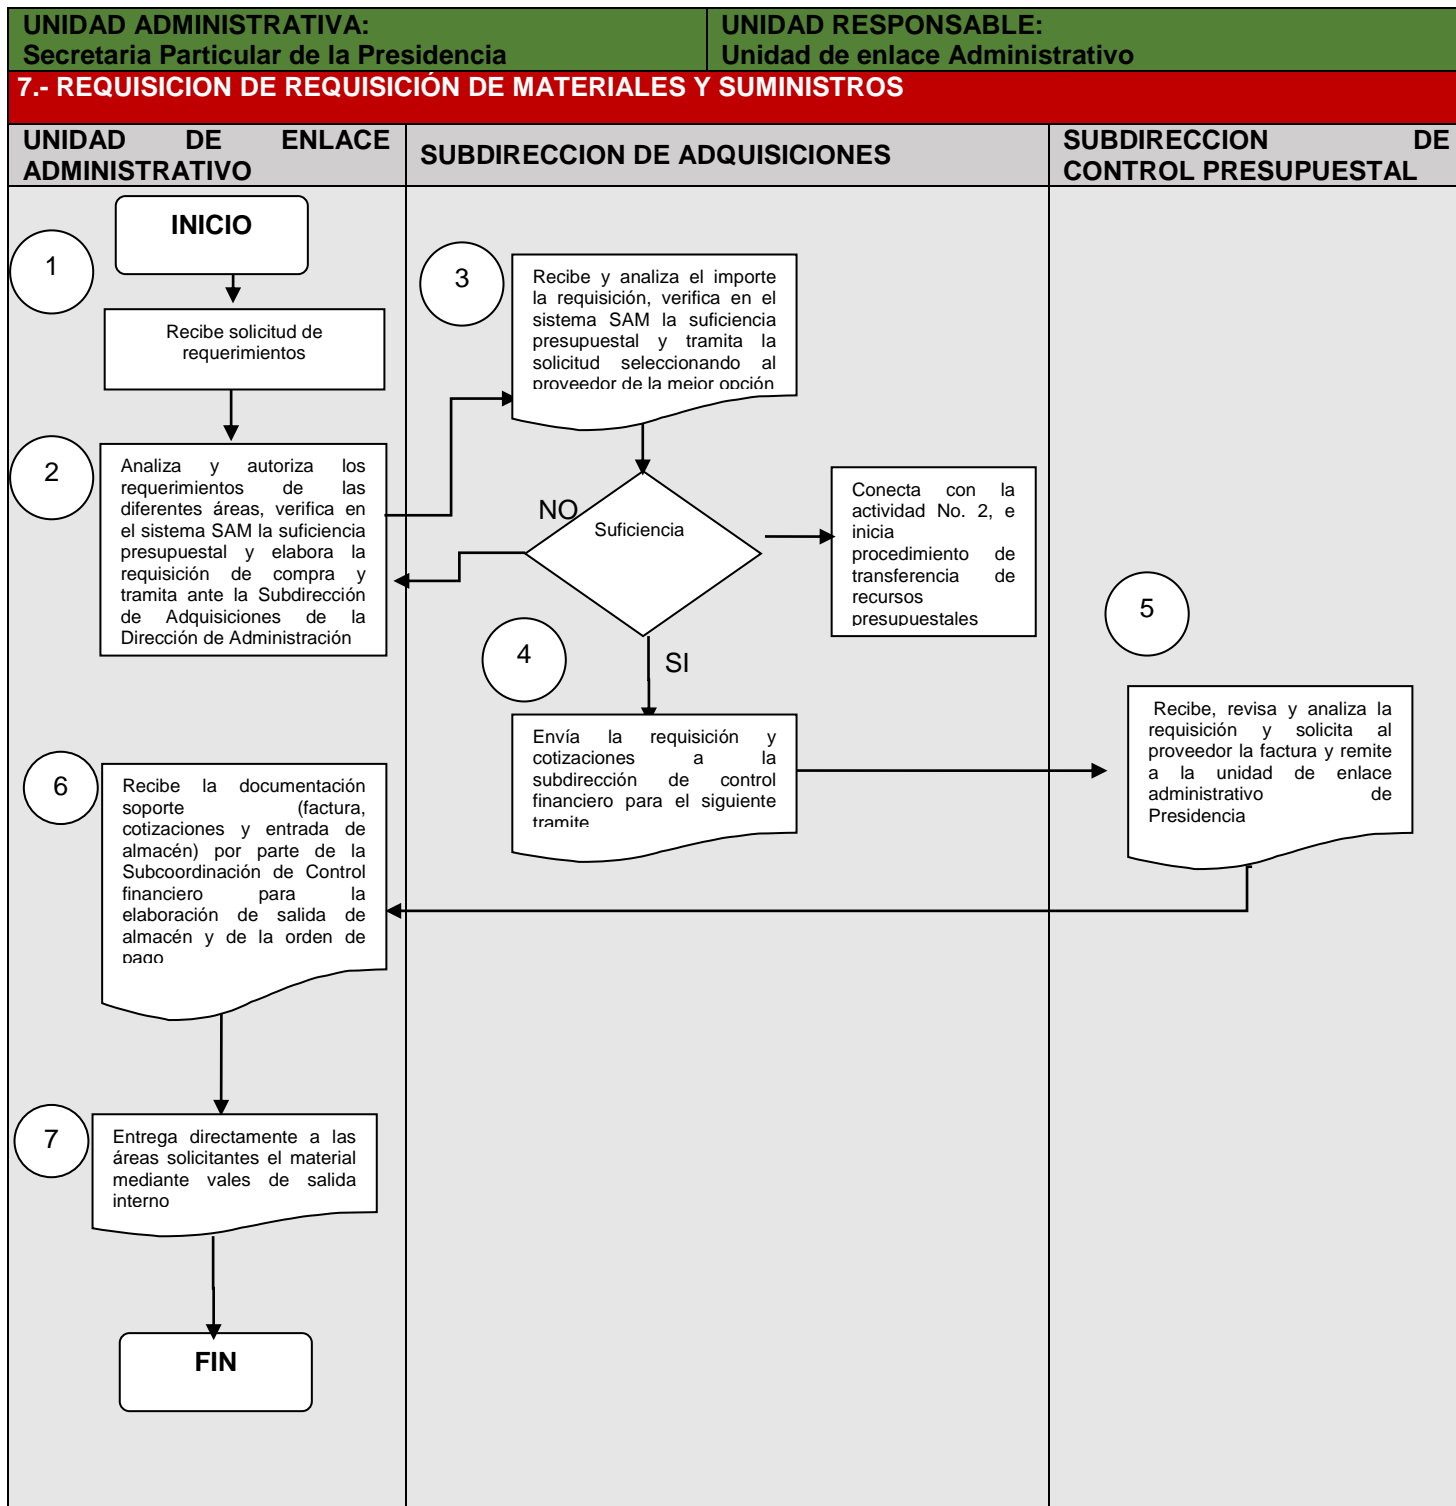 UNIDAD ADMINISTRATIVA:
Secretaria Particular de la Presidencia
UNIDAD RESPONSABLE:
Unidad de enlace Administrativo
7.- REQUISICION DE REQUISICIÓN DE MATERIALES Y SUMINISTROS
UNIDAD DE ENLACE
ADMINISTRATIVO
SUBDIRECCION DE ADQUISICIONES
SUBDIRECCION DE
CONTROL PRESUPUESTAL
INICIO
1
Recibe solicitud de
requerimientos
2
Analiza y autoriza los
requerimientos de las
diferentes áreas, verifica en
el sistema SAM la suficiencia
presupuestal y elabora la
requisición de compra y
tramita ante la Subdirección
de Adquisiciones de la
Dirección de Administración
3
Recibe y analiza el importe
la requisición, verifica en el
sistema SAM la suficiencia
presupuestal y tramita la
solicitud seleccionando al
proveedor de la mejor opción
NO
Suficiencia
Conecta con la
actividad No. 2, e
inicia
procedimiento de
transferencia de
recursos
presupuestales
SI
4
Envía la requisición y
cotizaciones a la
subdirección de control
financiero para el siguiente
tramite
5
Recibe, revisa y analiza la
requisición y solicita al
proveedor la factura y remite
a la unidad de enlace
administrativo de
Presidencia
6
Recibe la documentación
soporte (factura,
cotizaciones y entrada de
almacén) por parte de la
Subcoordinación de Control
financiero para la
elaboración de salida de
almacén y de la orden de
pago
7
Entrega directamente a las
áreas solicitantes el material
mediante vales de salida
interno
FIN